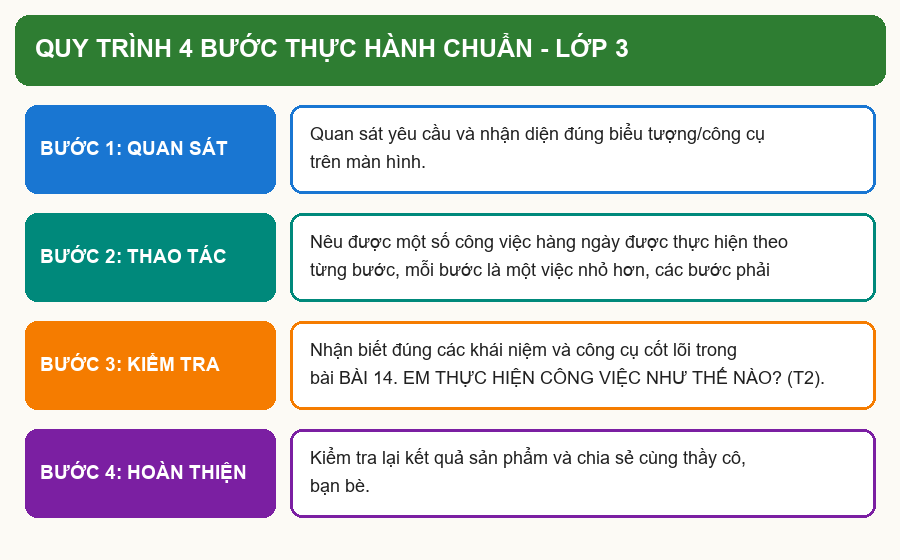 QUY TRÌNH 4 BƯỚC THỰC HÀNH CHUẨN - LỚP 3
BƯỚC 1: QUAN SÁT
Quan sát yêu cầu và nhận diện đúng biểu tượng/công cụ
trên màn hình.
BƯỚC 2: THAO TÁC
Nêu được một số công việc hàng ngày được thực hiện theo
từng bước, mỗi bước là một việc nhỏ hơn, các bước phải
BƯỚC 3: KIỂM TRA
Nhận biết đúng các khái niệm và công cụ cốt lõi trong
bài BÀI 14. EM THỰC HIỆN CÔNG VIỆC NHƯ THẾ NÀO? (T2).
BƯỚC 4: HOÀN THIỆN
Kiểm tra lại kết quả sản phẩm và chia sẻ cùng thầy cô,
bạn bè.